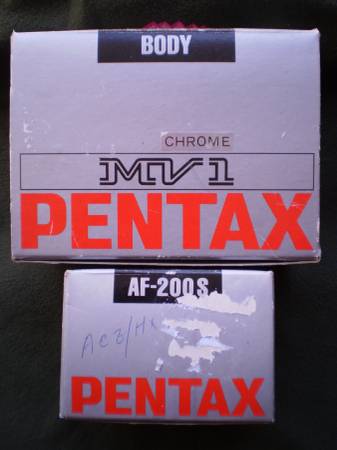 BODY
CHROME
MV1
PENTAX
AF-200S
PENTAX